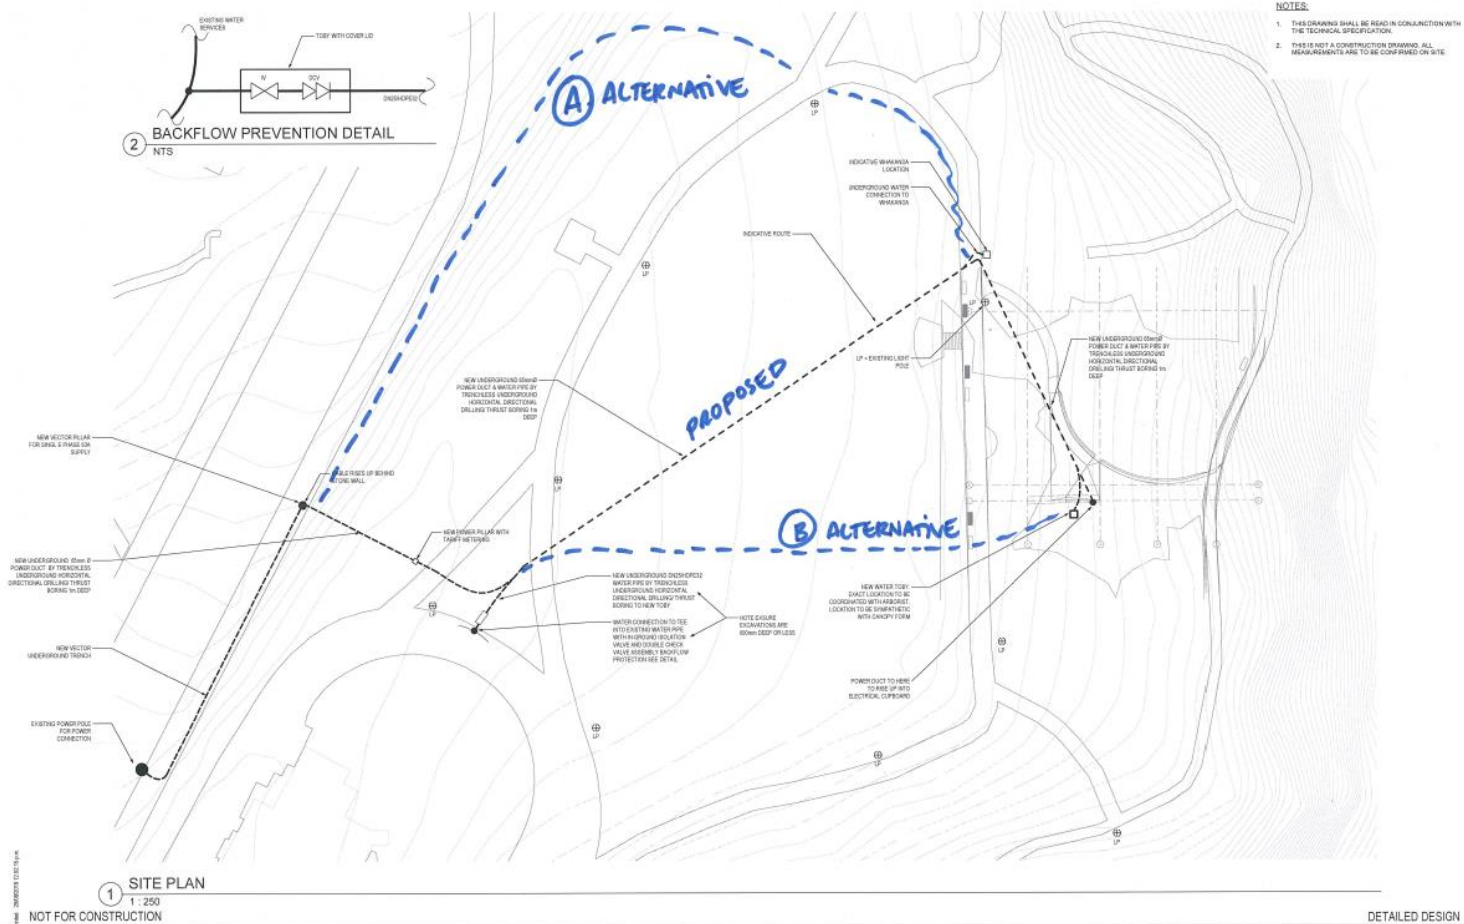 EXISTING WATER
SERVICES
TOBY WITH COVER LID
IV
DCV
DN25HDPE32
2
BACKFLOW PREVENTION DETAIL
NTS
NOTES:
1. THIS DRAWING SHALL BE READ IN CONJUNCTION WITH
THE TECHNICAL SPECIFICATION.
2. THIS IS NOT A CONSTRUCTION DRAWING. ALL
MEASUREMENTS ARE TO BE CONFIRMED ON SITE
A ALTERNATIVE
LP
INDICATIVE WHAKANOA
LOCATION
UNDERGROUND WATER
CONNECTION TO
WHAKANOA
INDICATIVE ROUTE
LP
LP
LP = EXISTING LIGHT
POLE
NEW UNDERGROUND 65mmØ
POWER DUCT & WATER PIPE BY
TRENCHLESS UNDERGROUND
HORIZONTAL DIRECTIONAL
DRILLING/ THRUST BORING 1m
DEEP
PROPOSED
NEW UNDERGROUND 65mmØ
POWER DUCT & WATER PIPE BY
TRENCHLESS UNDERGROUND
HORIZONTAL DIRECTIONAL
DRILLING/ THRUST BORING 1m
DEEP
NEW VECTOR PILLAR
FOR SINGL E PHASE 63A
SUPPLY
CABLE RISES UP BEHIND
STONE WALL
LP
NEW POWER PILLAR WITH
TARIFF METERING
B ALTERNATIVE
NEW UNDERGROUND 65mm Ø
POWER DUCT BY TRENCHLESS
UNDERGROUND HORIZONTAL
DIRECTIONAL DRILLING/ THRUST
BORING 1m DEEP
LP
NEW UNDERGROUND DN25HDPE32
WATER PIPE BY TRENCHLESS
UNDERGROUND HORIZONTAL
DIRECTIONAL DRILLING/ THRUST
BORING TO NEW TOBY
WATER CONNECTION TO TEE
INTO EXISTING WATER PIPE
WITH IN-GROUND ISOLATION
VALVE AND DOUBLE CHECK
VALVE ASSEMBLY BACKFLOW
PROTECTION SEE DETAIL
NOTE ENSURE
EXCAVATIONS ARE
600mm DEEP OR LESS
NEW WATER TOBY.
EXACT LOCATION TO BE
COORDINATED WITH ARBORIST.
LOCATION TO BE SYMPATHETIC
WITH CANOPY FORM
LP
NEW VECTOR
UNDERGROUND TRENCH
POWER DUCT TO HERE
TO RISE UP INTO
ELECTRICAL CUPBOARD
EXISTING POWER POLE
FOR POWER
CONNECTION
LP
LP
LP
1
SITE PLAN
1 : 250
NOT FOR CONSTRUCTION
DETAILED DESIGN